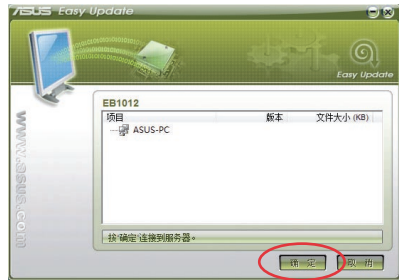 ASUS Easy Update
Easy Update
EB1012
项目 版本 文件大小 (KB)
ASUS-PC
www.asus.com
按'确定'连接到服务器。
确 定 取 消